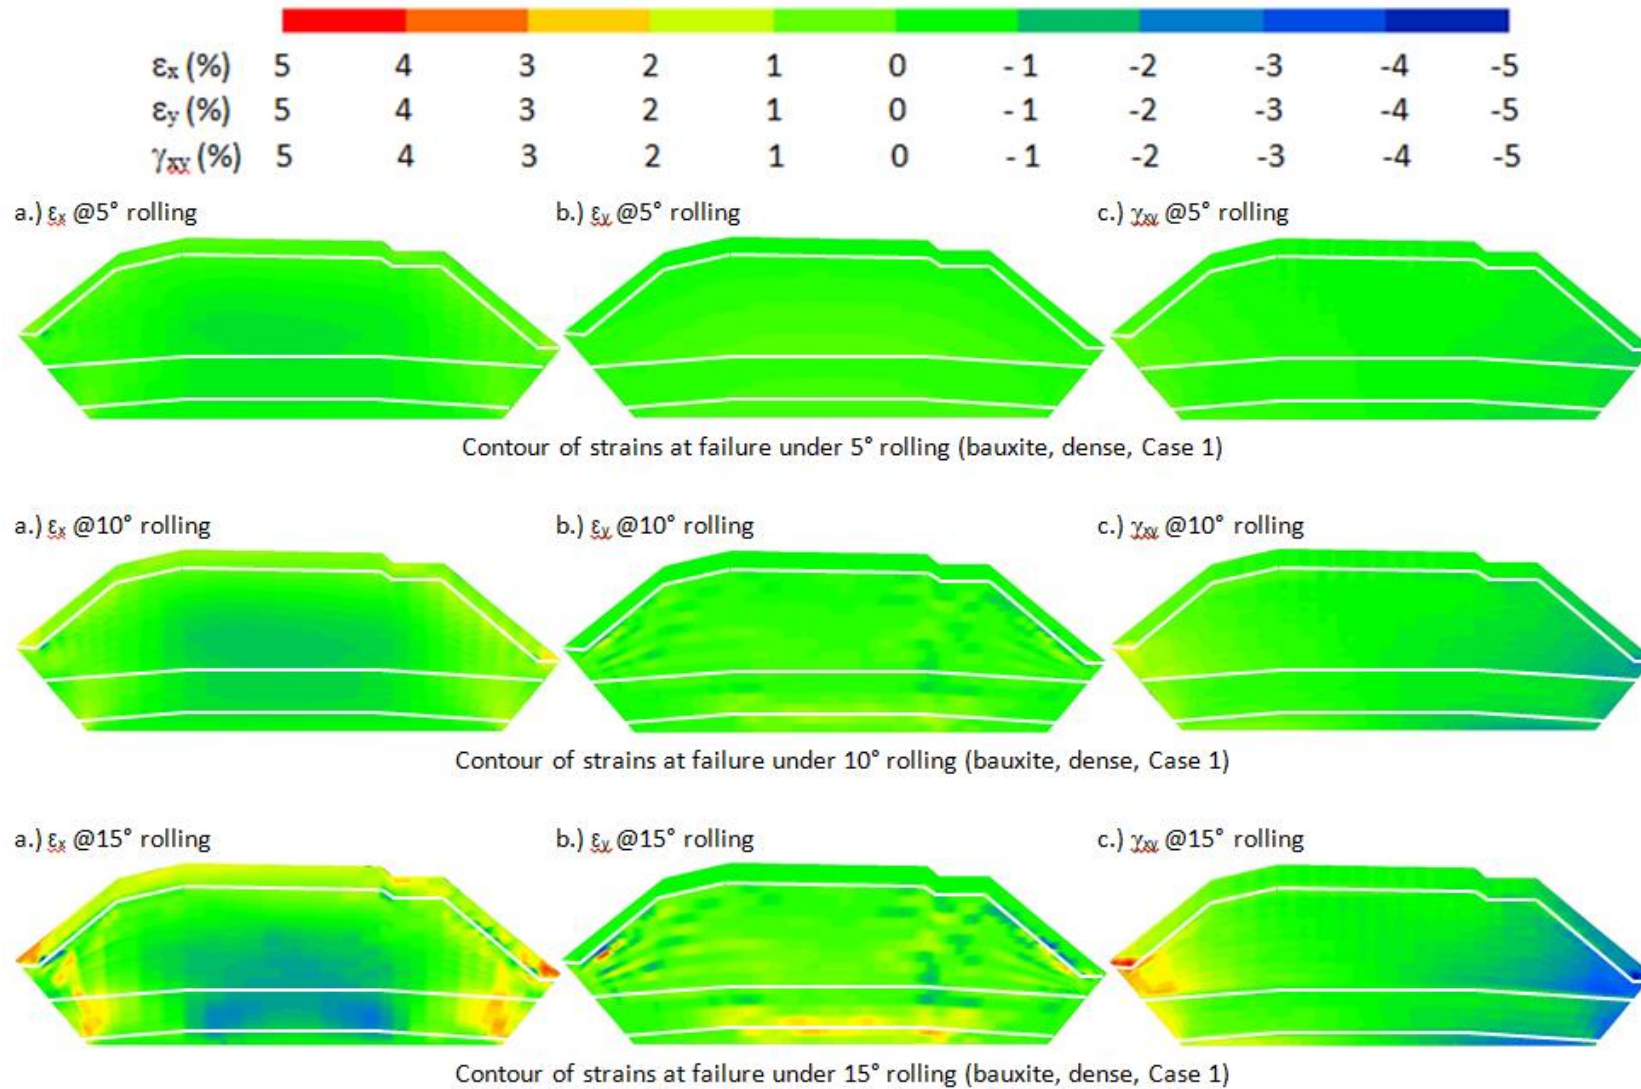 εx (%) 5 4 3 2 1 0 - 1 -2 -3 -4 -5
εy (%) 5 4 3 2 1 0 - 1 -2 -3 -4 -5
γxy (%) 5 4 3 2 1 0 - 1 -2 -3 -4 -5
a.) εx @5° rolling b.) εy @5° rolling c.) γxy @5° rolling
Contour of strains at failure under 5° rolling (bauxite, dense, Case 1)
a.) εx @10° rolling b.) εy @10° rolling c.) γxy @10° rolling
Contour of strains at failure under 10° rolling (bauxite, dense, Case 1)
a.) εx @15° rolling b.) εy @15° rolling c.) γxy @15° rolling
Contour of strains at failure under 15° rolling (bauxite, dense, Case 1)